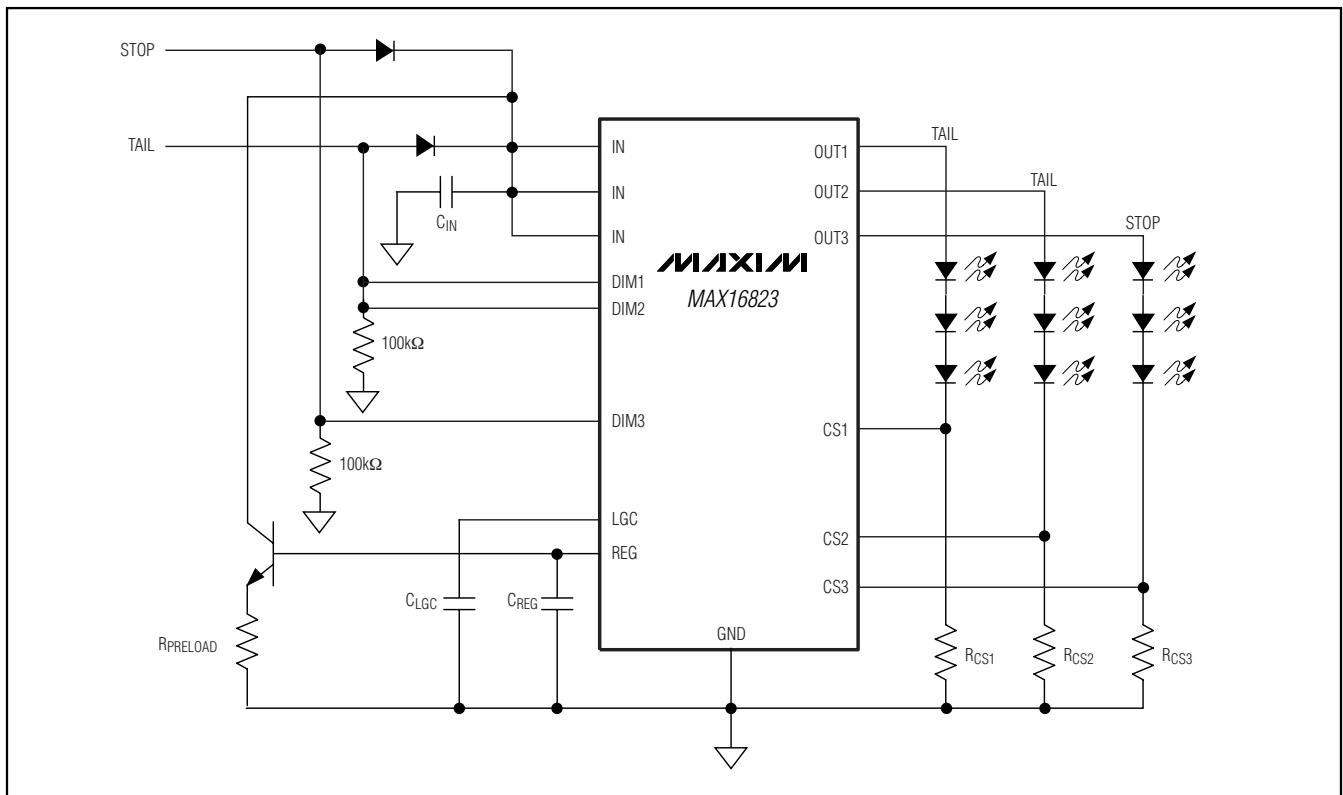 STOP
TAIL
C_IN
100kΩ
100kΩ
R_PRELOAD
C_LGC
C_REG
IN
IN
IN
DIM1
DIM2
DIM3
LGC
REG
MAXIM
MAX16823
GND
OUT1
OUT2
OUT3
CS1
CS2
CS3
TAIL
TAIL
STOP
R_CS1
R_CS2
R_CS3